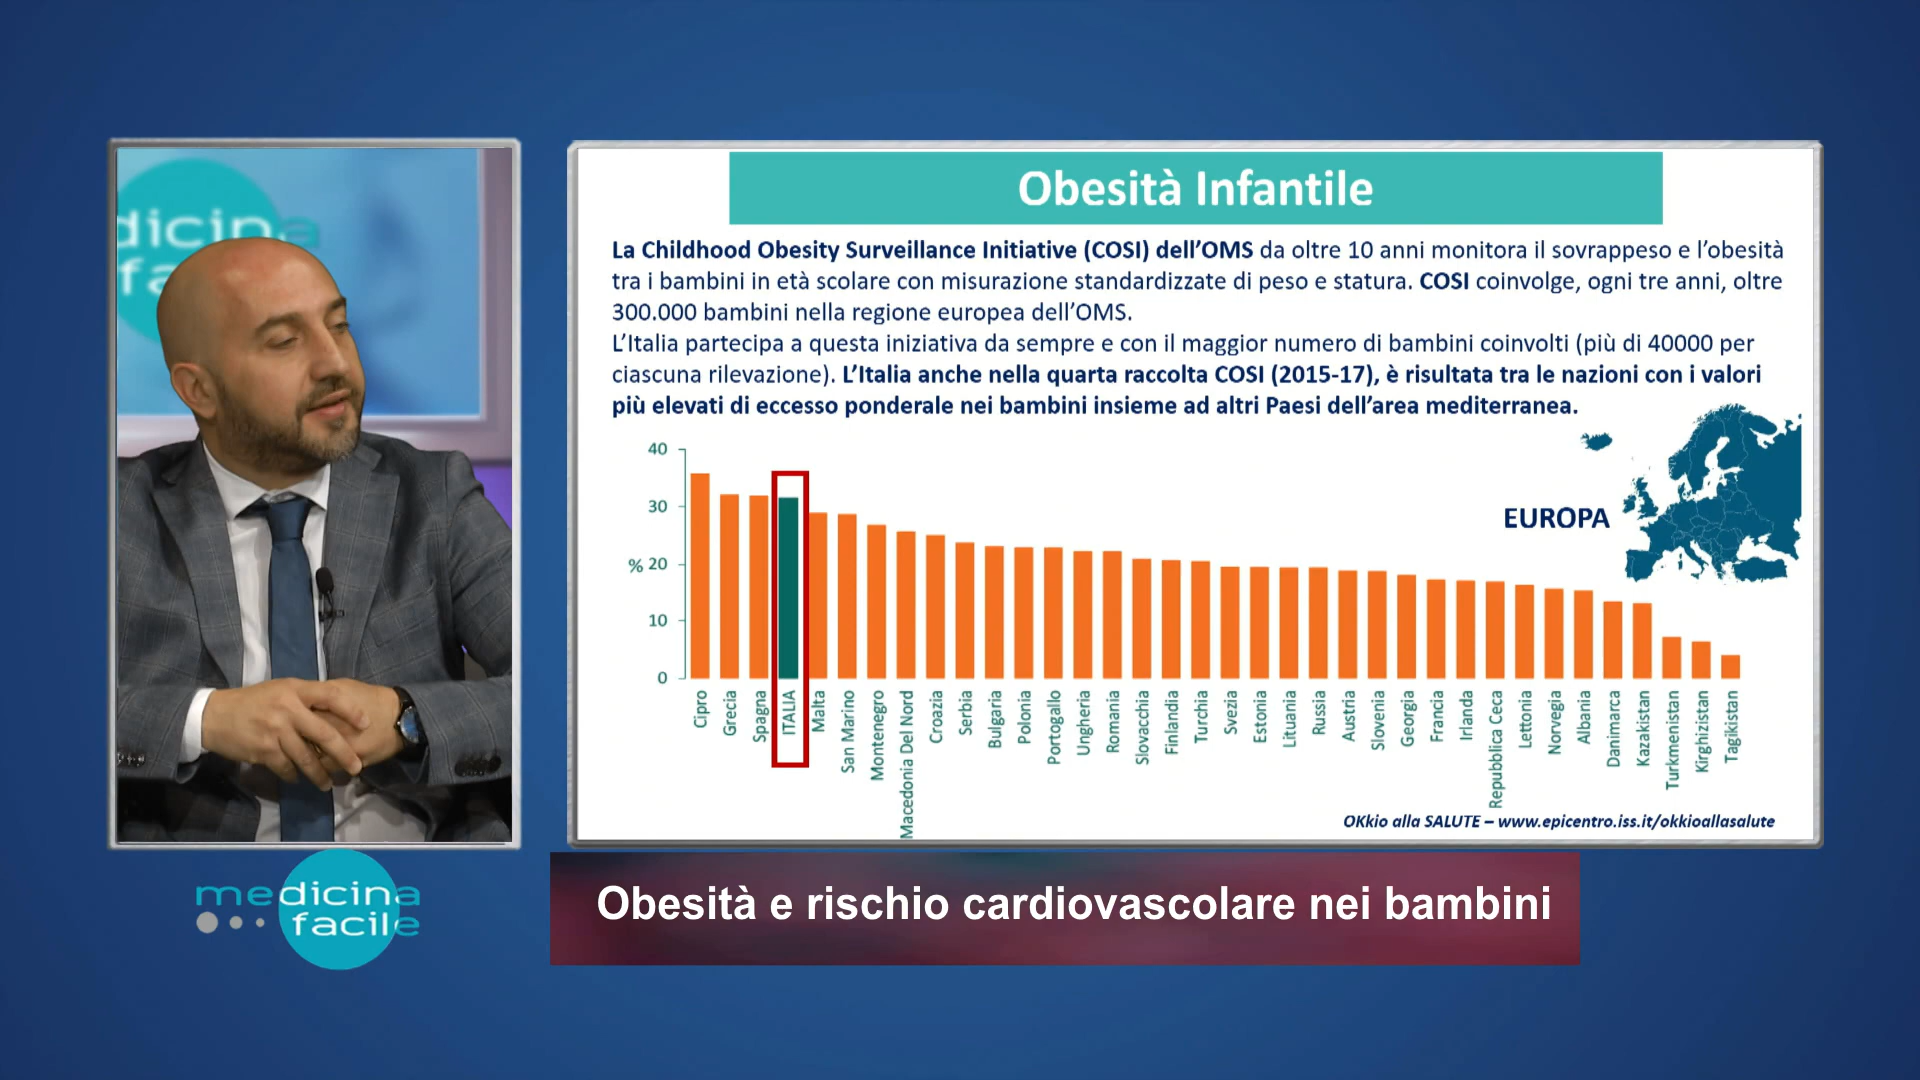 dicina
fa
Obesità Infantile
La Childhood Obesity Surveillance Initiative (COSI) dell’OMS da oltre 10 anni monitora il sovrappeso e l’obesità
tra i bambini in età scolare con misurazione standardizzate di peso e statura. COSI coinvolge, ogni tre anni, oltre
300.000 bambini nella regione europea dell’OMS.
L’Italia partecipa a questa iniziativa da sempre e con il maggior numero di bambini coinvolti (più di 40000 per
ciascuna rilevazione). L’Italia anche nella quarta raccolta COSI (2015-17), è risultata tra le nazioni con i valori
più elevati di eccesso ponderale nei bambini insieme ad altri Paesi dell’area mediterranea.
40
30
% 20
10
0
EUROPA
Cipro
Grecia
Spagna
ITALIA
Malta
San Marino
Montenegro
Macedonia Del Nord
Croazia
Serbia
Bulgaria
Polonia
Portogallo
Ungheria
Romania
Slovacchia
Finlandia
Turchia
Svezia
Estonia
Lituania
Russia
Austria
Slovenia
Georgia
Francia
Irlanda
Repubblica Ceca
Lettonia
Norvegia
Albania
Danimarca
Kazakistan
Turkmenistan
Kirghizistan
Tagikistan
OKkio alla SALUTE – www.epicentro.iss.it/okkioallasalute
medicina
facile
Obesità e rischio cardiovascolare nei bambini